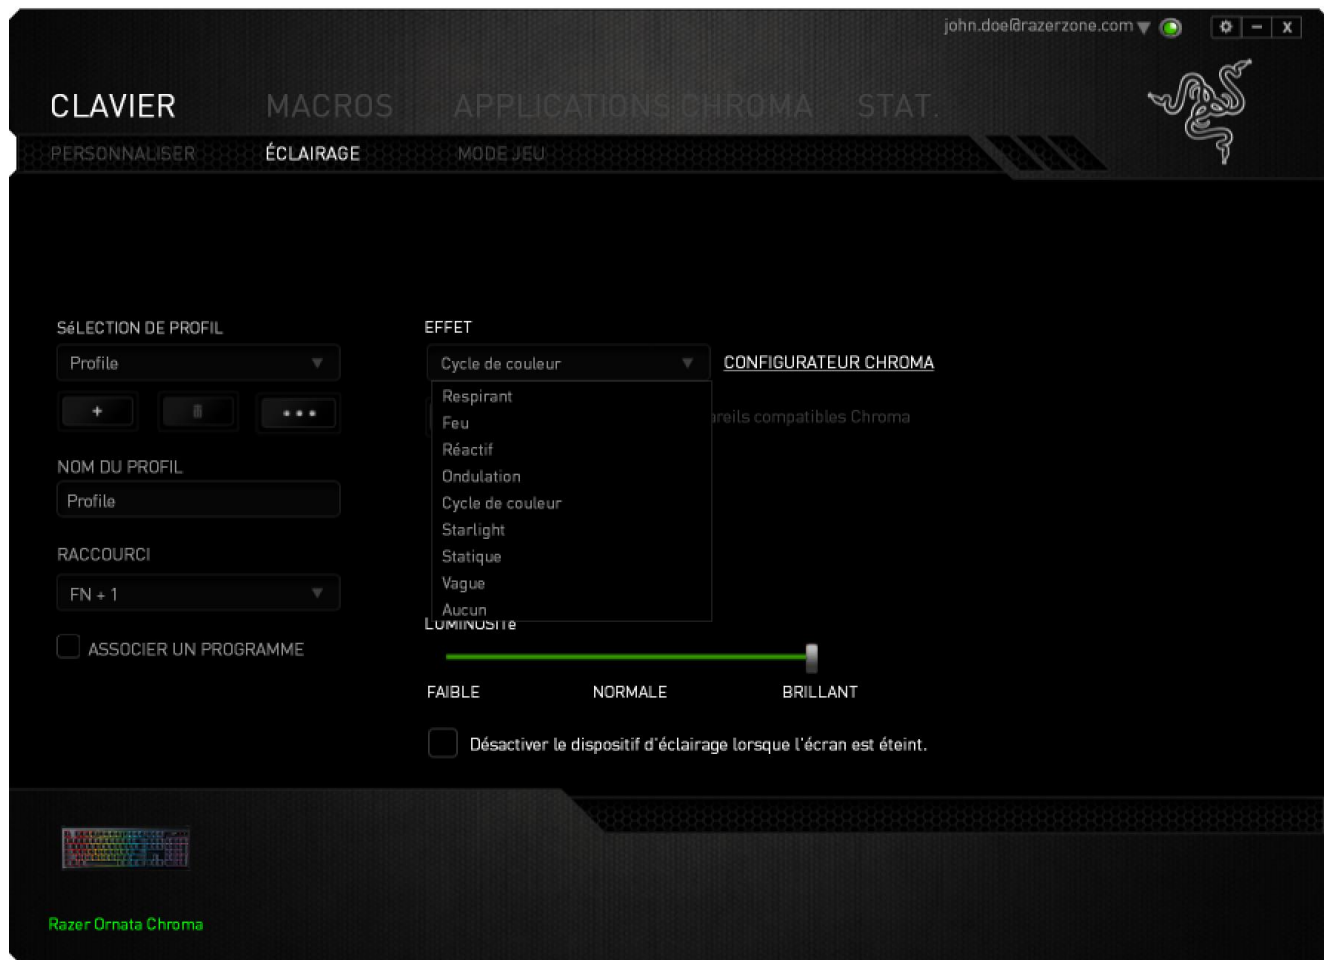 john.doe@razerzone.com
X
CLAVIER MACROS APPLICATIONS CHROMA STAT.
PERSONNALISER ÉCLAIRAGE MODE JEU
SéLECTION DE PROFIL
Profile
+
NOM DU PROFIL
Profile
RACCOURCI
FN + 1
ASSOCIER UN PROGRAMME
EFFET
Cycle de couleur
CONFIGURATEUR CHROMA
Respirant
Feu
Réactif
Ondulation
Cycle de couleur
Starlight
Statique
Vague
Aucun
compatibles Chroma
LUMINOSITé
FAIBLE NORMALE BRILLANT
Désactiver le dispositif d'éclairage lorsque l'écran est éteint.
Razer Ornata Chroma